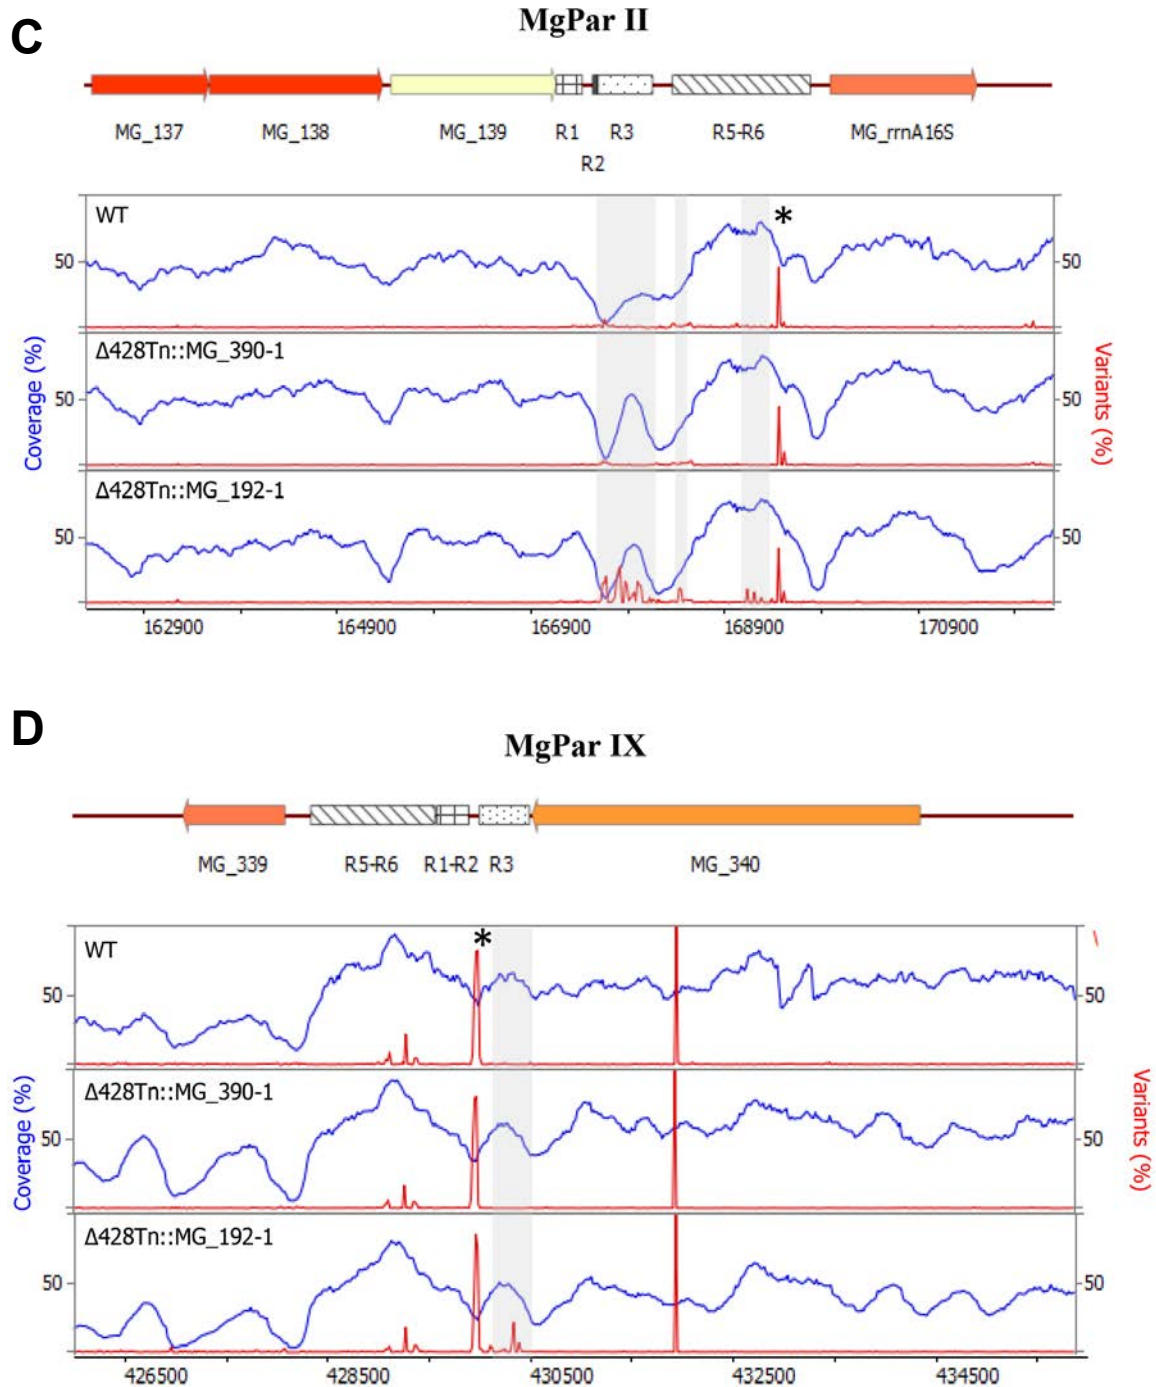 C
MgPar II
MG_137 MG_138 MG_139 R1 R3 R5-R6 MG_rrnA16S
R2
WT
*
50 50
Δ428Tn::MG_390-1
50 50
Δ428Tn::MG_192-1
50 50
Coverage (%)
Variants (%)
162900 164900 166900 168900 170900
D
MgPar IX
MG_339 R5-R6 R1-R2 R3 MG_340
WT
*
50 50
Δ428Tn::MG_390-1
50 50
Δ428Tn::MG_192-1
50 50
Coverage (%)
Variants (%)
426500 428500 430500 432500 434500